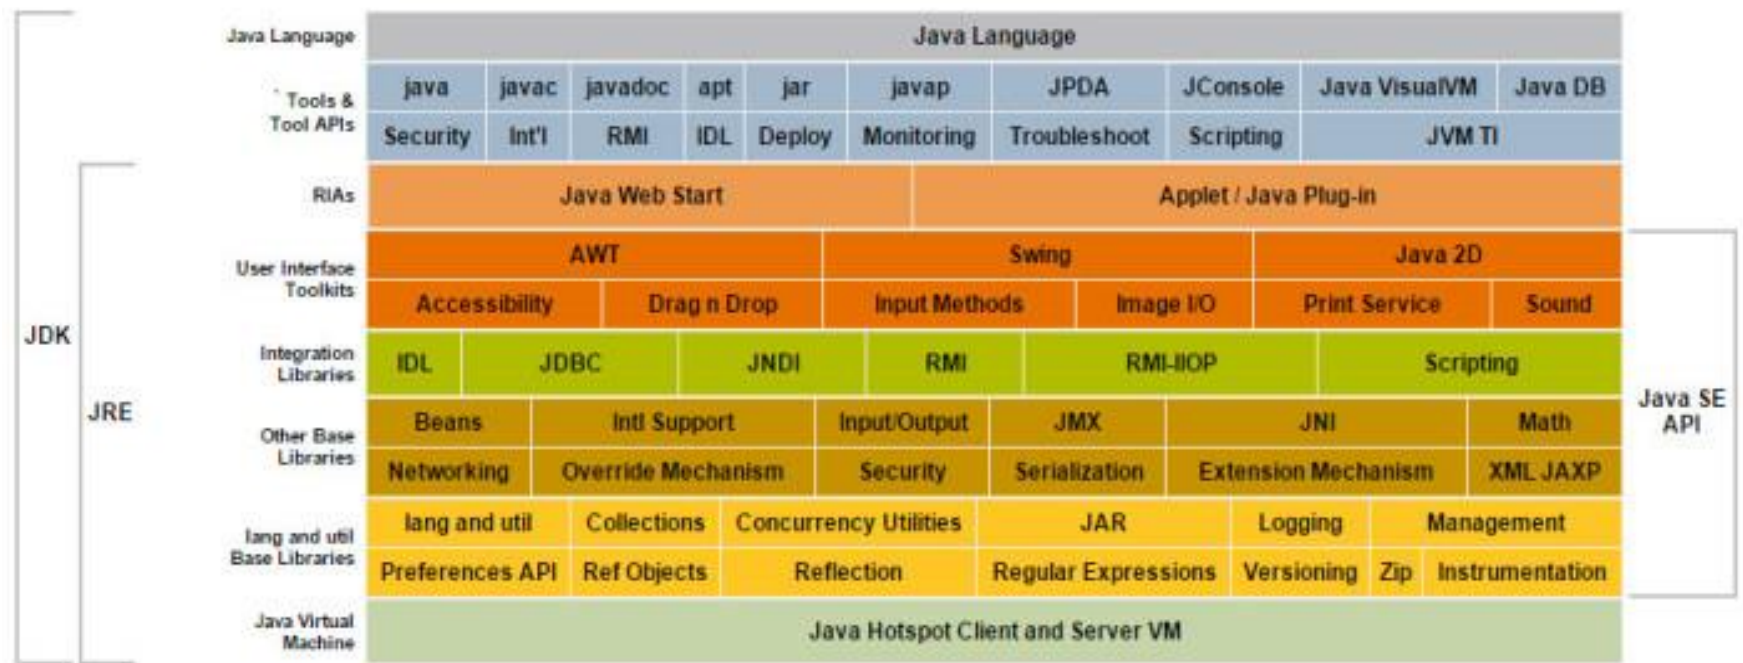 Java Language Java Language
Tools & Tool APIs
java javac javadoc apt jar javap JPDA JConsole Java VisualVM Java DB
Security Int'l RMI IDL Deploy Monitoring Troubleshoot Scripting JVM TI
RIAs Java Web Start Applet / Java Plug-in
User Interface Toolkits
AWT Swing Java 2D
Accessibility Drag n Drop Input Methods Image I/O Print Service Sound
JDK
Integration Libraries
IDL JDBC JNDI RMI RMI-IIOP Scripting
JRE
Java SE API
Other Base Libraries
Beans Intl Support Input/Output JMX JNI Math
Networking Override Mechanism Security Serialization Extension Mechanism XML JAXP
lang and util Base Libraries
lang and util Collections Concurrency Utilities JAR Logging Management
Preferences API Ref Objects Reflection Regular Expressions Versioning Zip Instrumentation
Java Virtual Machine
Java Hotspot Client and Server VM